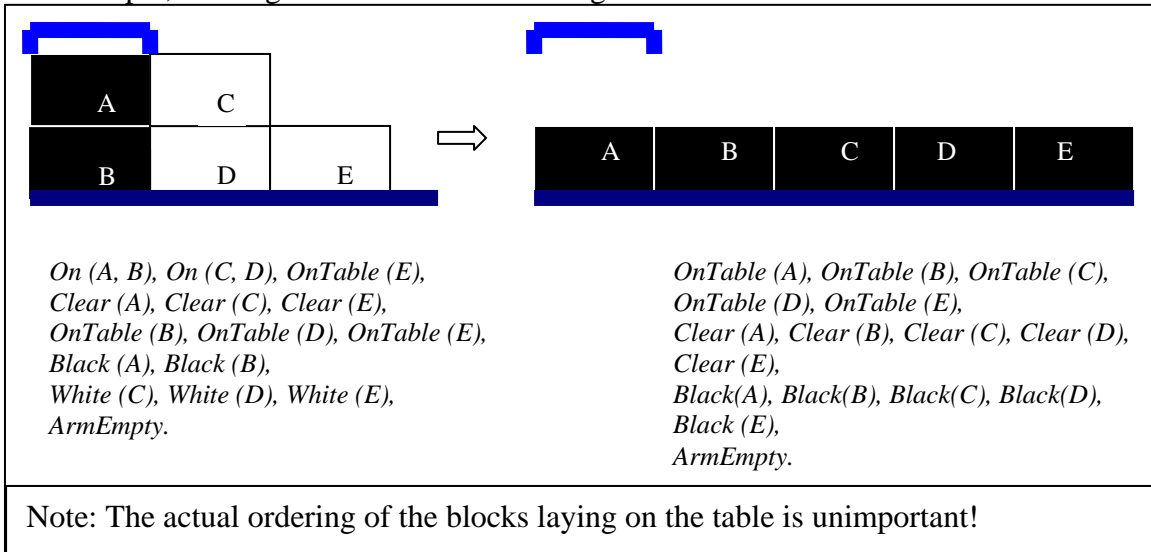 A C
B D E
A B C D E
On (A, B), On (C, D), OnTable (E),
Clear (A), Clear (C), Clear (E),
OnTable (B), OnTable (D), OnTable (E),
Black (A), Black (B),
White (C), White (D), White (E),
ArmEmpty.
OnTable (A), OnTable (B), OnTable (C),
OnTable (D), OnTable (E),
Clear (A), Clear (B), Clear (C), Clear (D),
Clear (E),
Black(A), Black(B), Black(C), Black(D),
Black (E),
ArmEmpty.
Note: The actual ordering of the blocks laying on the table is unimportant!